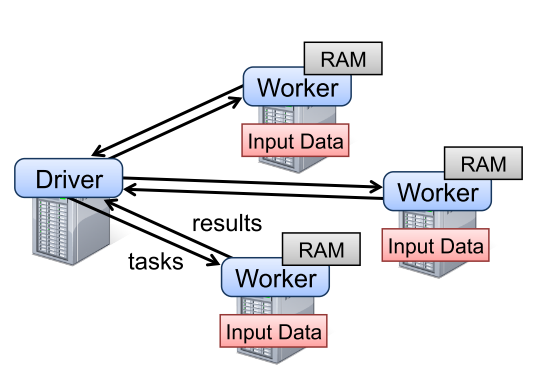 RAM
Worker
Input Data
Driver
RAM
Worker
Input Data
results
tasks
RAM
Worker
Input Data